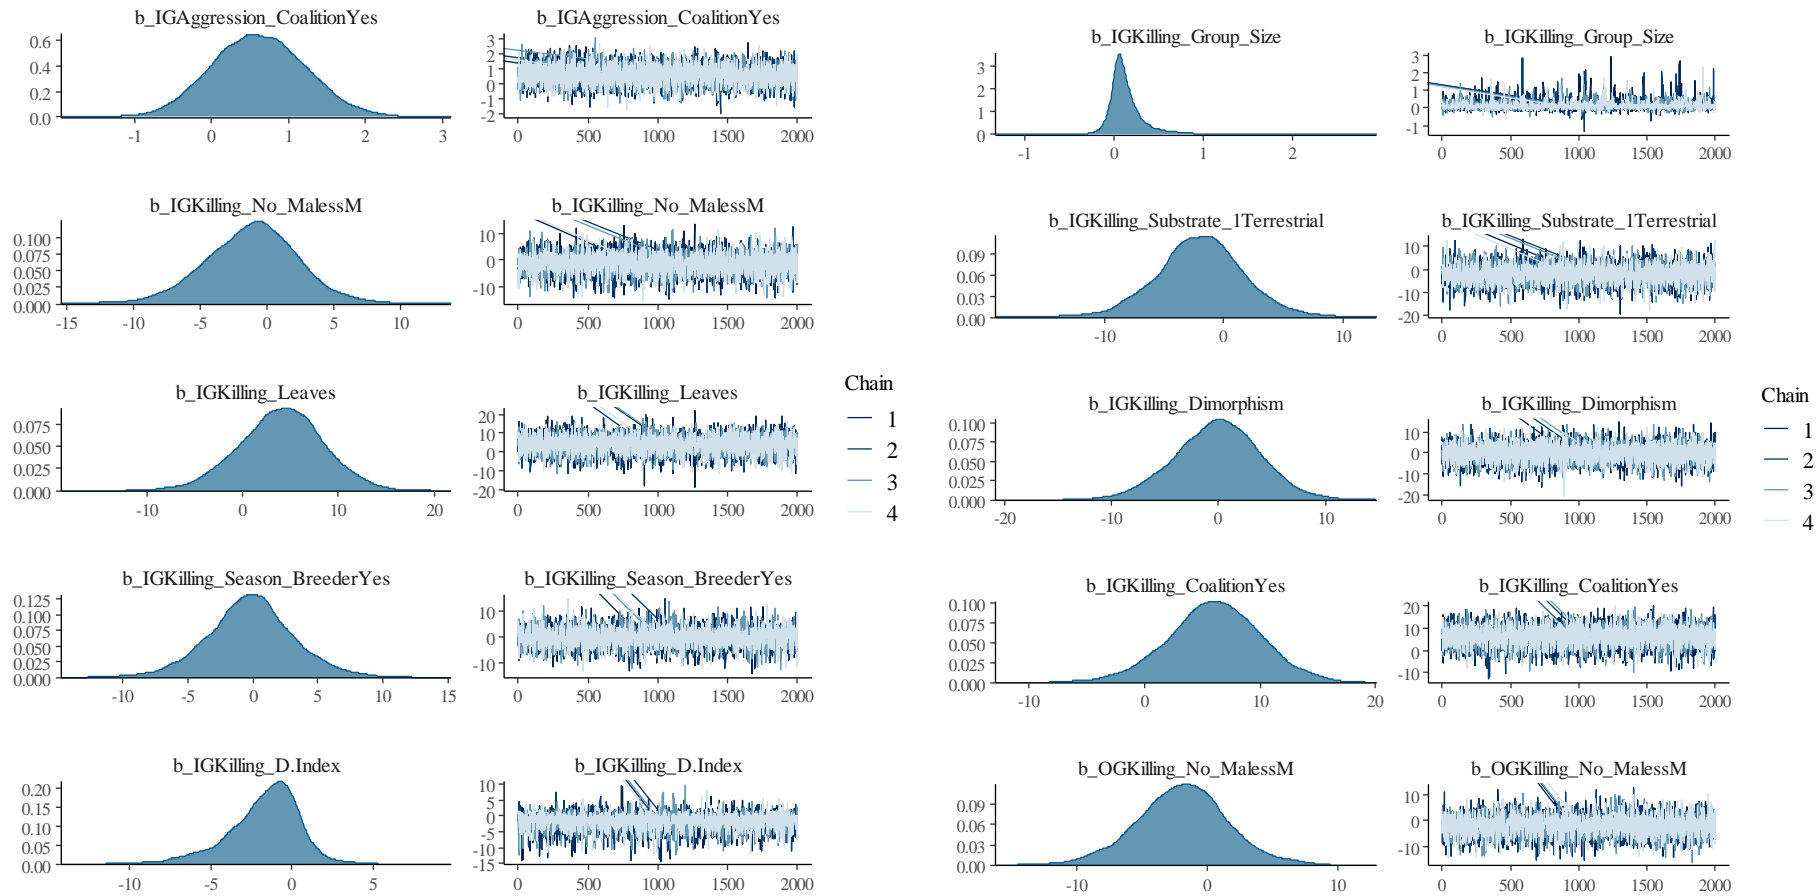 b_IGAggression_CoalitionYes
0.6
0.4
0.2
0.0
-1 0 1 2 3
b_IGAggression_CoalitionYes
3
2
1
0
-1
-2
0 500 1000 1500 2000
b_IGKilling_No_MalessM
0.100
0.075
0.050
0.025
0.000
-15 -10 -5 0 5 10
b_IGKilling_No_MalessM
10
0
-10
0 500 1000 1500 2000
b_IGKilling_Leaves
0.075
0.050
0.025
0.000
-10 0 10 20
b_IGKilling_Leaves
20
10
0
-10
-20
0 500 1000 1500 2000
b_IGKilling_Season_BreederYes
0.125
0.100
0.075
0.050
0.025
0.000
-10 -5 0 5 10 15
b_IGKilling_Season_BreederYes
10
0
-10
0 500 1000 1500 2000
b_IGKilling_D.Index
0.20
0.15
0.10
0.05
0.00
-10 -5 0 5
b_IGKilling_D.Index
10
5
0
-5
-10
-15
0 500 1000 1500 2000
Chain
1
2
3
4
b_IGKilling_Group_Size
3
2
1
0
-1 0 1 2
b_IGKilling_Group_Size
3
2
1
0
-1
0 500 1000 1500 2000
b_IGKilling_Substrate_1Terrestrial
0.09
0.06
0.03
0.00
-10 0 10
b_IGKilling_Substrate_1Terrestrial
10
0
-10
-20
0 500 1000 1500 2000
b_IGKilling_Dimorphism
0.100
0.075
0.050
0.025
0.000
-20 -10 0 10
b_IGKilling_Dimorphism
10
0
-10
-20
0 500 1000 1500 2000
b_IGKilling_CoalitionYes
0.100
0.075
0.050
0.025
0.000
-10 0 10 20
b_IGKilling_CoalitionYes
20
10
0
-10
0 500 1000 1500 2000
b_OGKilling_No_MalessM
0.09
0.06
0.03
0.00
-10 0 10
b_OGKilling_No_MalessM
10
0
-10
0 500 1000 1500 2000
Chain
1
2
3
4